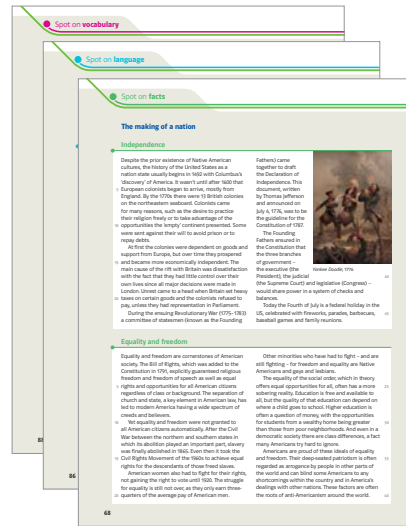 Spot on vocabulary
Spot on language
Spot on facts
The making of a nation
Independence
Despite the prior existence of Native American
cultures, the history of the United States as a
nation state usually begins in 1492 with Columbus's
'discovery' of America. It wasn't until after 1600 that
5 European colonists began to arrive, mostly from
England. By the 1770s there were 13 British colonies
on the northeastern seaboard. Colonists came
for many reasons, such as the desire to practice
their religion freely or to take advantage of the
10 opportunities the 'empty' continent presented. Some
were sent against their will to avoid prison or to
repay debts.
At first the colonies were dependent on goods and
support from Europe, but over time they prospered
15 and became more economically independent. The
main cause of the rift with Britain was dissatisfaction
with the fact that they had little control over their
own lives since all major decisions were made in
London. Unrest came to a head when Britain set heavy
20 taxes on certain goods and the colonists refused to
pay, unless they had representation in Parliament.
During the ensuing Revolutionary War (1775–1783)
a committee of statesmen (known as the Founding
Fathers) came
together to draft
the Declaration of
Independence. This
document, written
by Thomas Jefferson
and announced on
July 4, 1776, was to be
the guideline for the
Constitution of 1787.
The Founding
Fathers ensured in
the Constitution that
the three branches
of government –
the executive (the
President), the judicial
(the Supreme Court) and legislative (Congress) –
would share power in a system of checks and
balances.
Today the Fourth of July is a federal holiday in the
US, celebrated with fireworks, parades, barbecues,
baseball games and family reunions.
Yankee Doodle, 1776
Equality and freedom
Equality and freedom are cornerstones of American
society. The Bill of Rights, which was added to the
Constitution in 1791, explicitly guaranteed religious
freedom and freedom of speech as well as equal
5 rights and opportunities for all American citizens
regardless of class or background. The separation of
church and state, a key element in American law, has
led to modern America having a wide spectrum of
creeds and believers.
10 Yet equality and freedom were not granted to
all American citizens automatically. After the Civil
War between the northern and southern states in
which its abolition played an important part, slavery
was finally abolished in 1865. Even then it took the
15 Civil Rights Movement of the 1960s to achieve equal
rights for the descendants of those freed slaves.
American women also had to fight for their rights,
not gaining the right to vote until 1920. The struggle
for equality is still not over, as they only earn three-
20 quarters of the average pay of American men.
Other minorities who have had to fight – and are
still fighting – for freedom and equality are Native
Americans and gays and lesbians.
The equality of the social order, which in theory
offers equal opportunities for all, often has a more
sobering reality. Education is free and available to
all, but the quality of that education can depend on
where a child goes to school. Higher education is
often a question of money, with the opportunities
for students from a wealthy home being greater
than those from poor neighborhoods. And even in a
democratic society there are class differences, a fact
many Americans try hard to ignore.
Americans are proud of these ideals of equality
and freedom. Their deep-seated patriotism is often
regarded as arrogance by people in other parts of
the world and can blind some Americans to any
shortcomings within the country and in American's
dealings with other nations. These factors are often
the roots of anti-Americanism around the world.
86
68